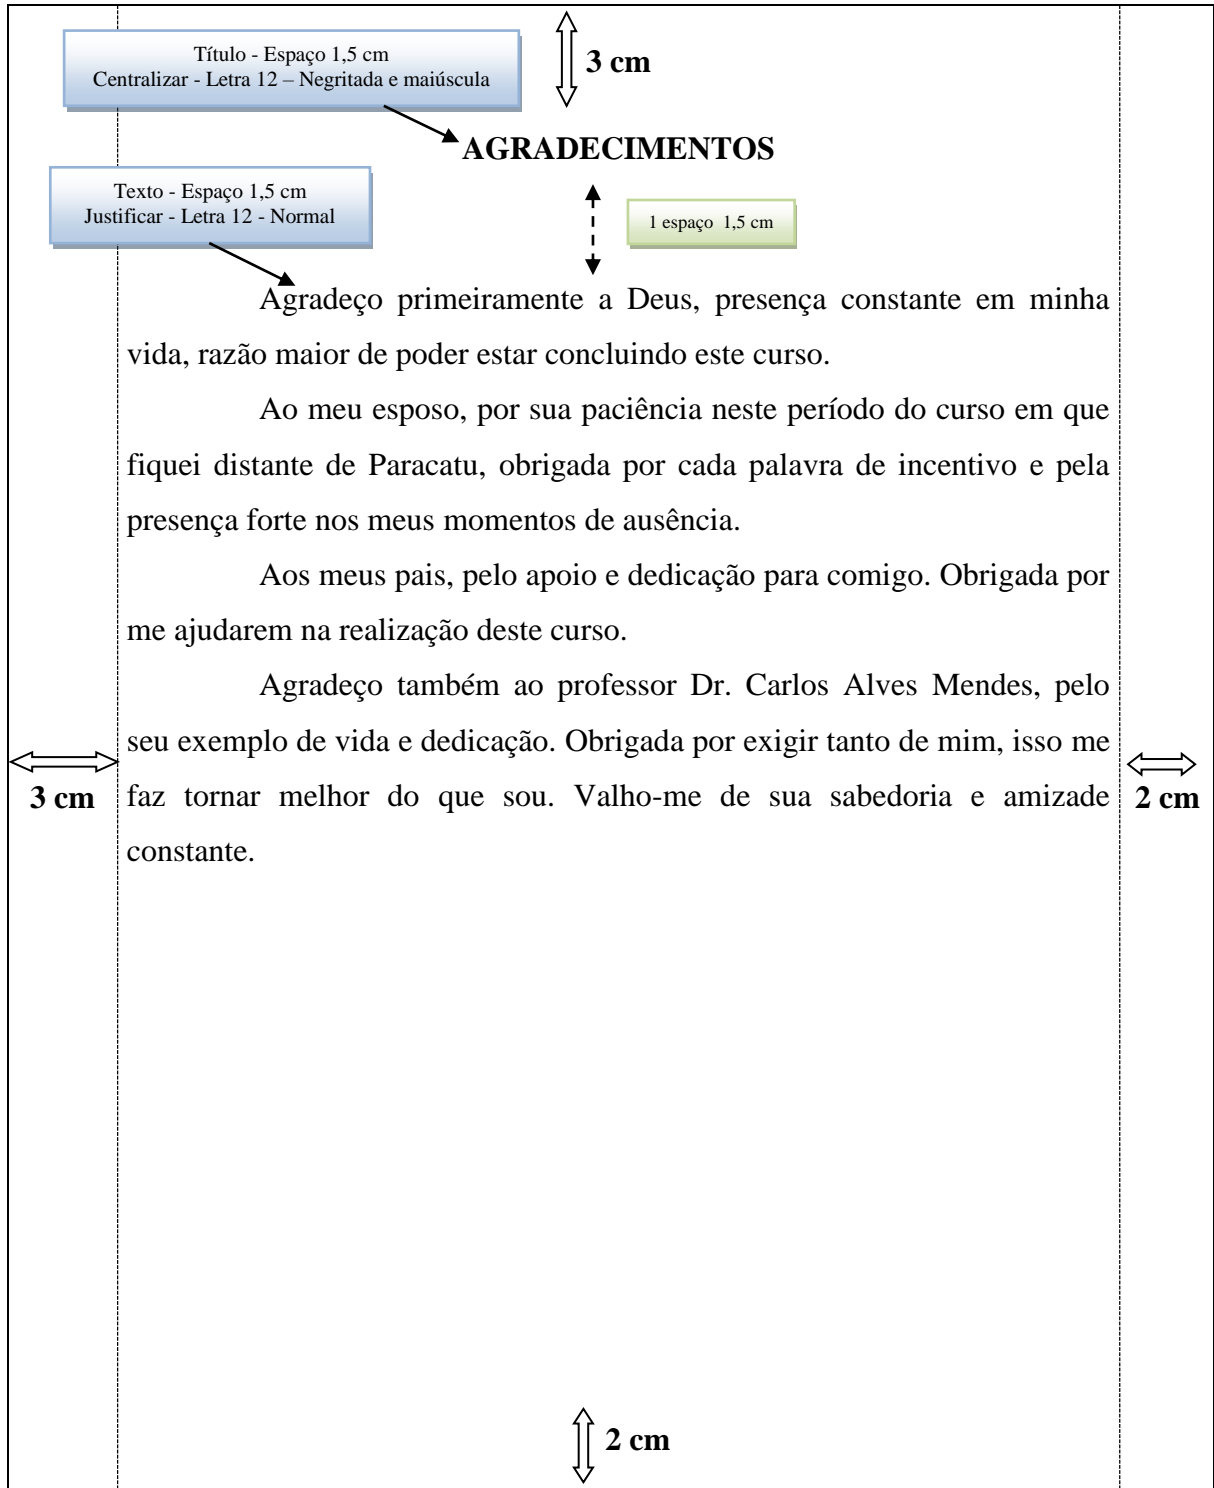 Título - Espaço 1,5 cm
Centralizar - Letra 12 – Negritada e maiúscula
3 cm
AGRADECIMENTOS
Texto - Espaço 1,5 cm
Justificar - Letra 12 - Normal
1 espaço 1,5 cm
Agradeço primeiramente a Deus, presença constante em minha
vida, razão maior de poder estar concluindo este curso.
Ao meu esposo, por sua paciência neste período do curso em que
fiquei distante de Paracatu, obrigada por cada palavra de incentivo e pela
presença forte nos meus momentos de ausência.
Aos meus pais, pelo apoio e dedicação para comigo. Obrigada por
me ajudarem na realização deste curso.
Agradeço também ao professor Dr. Carlos Alves Mendes, pelo
seu exemplo de vida e dedicação. Obrigada por exigir tanto de mim, isso me
faz tornar melhor do que sou. Valho-me de sua sabedoria e amizade
constante.
3 cm
2 cm
2 cm